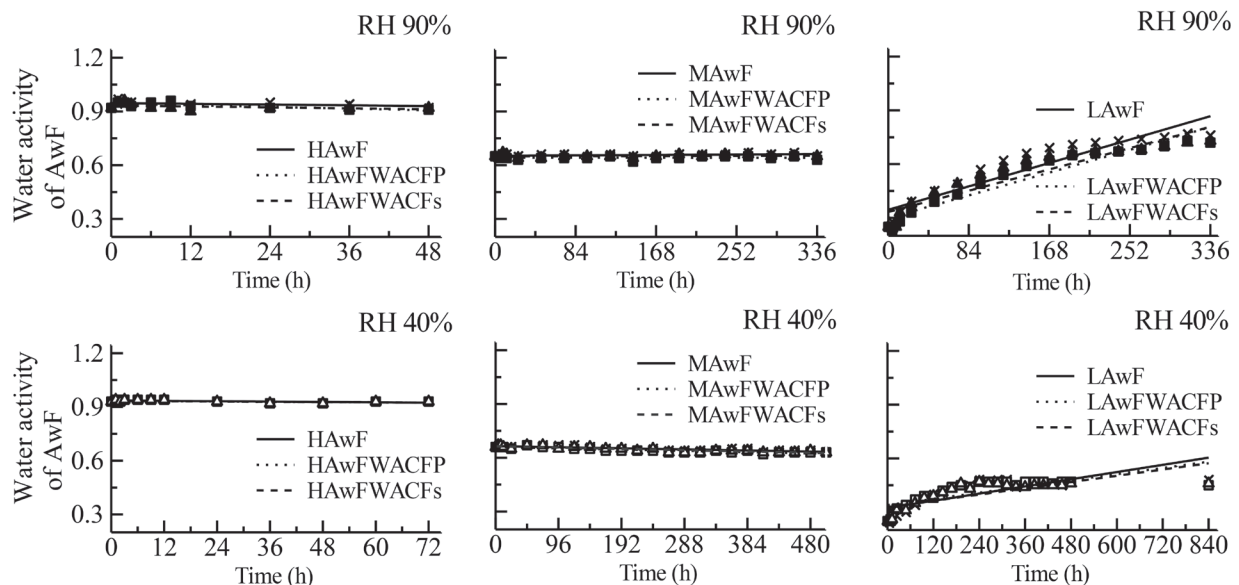 RH 90%
Water activity
of AwF
1.2
0.9
0.6
0.3
HAwF
HAwFWACFP
HAwFWACFs
0 12 24 36 48
Time (h)
RH 90%
MAwF
MAwFWACFP
MAwFWACFs
0 84 168 252 336
Time (h)
RH 90%
LAwF
LAwFWACFP
LAwFWACFs
0 84 168 252 336
Time (h)
RH 40%
Water activity
of AwF
1.2
0.9
0.6
0.3
HAwF
HAwFWACFP
HAwFWACFs
0 12 24 36 48 60 72
Time (h)
RH 40%
MAwF
MAwFWACFP
MAwFWACFs
0 96 192 288 384 480
Time (h)
RH 40%
LAwF
LAwFWACFP
LAwFWACFs
0 120 240 360 480 600 720 840
Time (h)